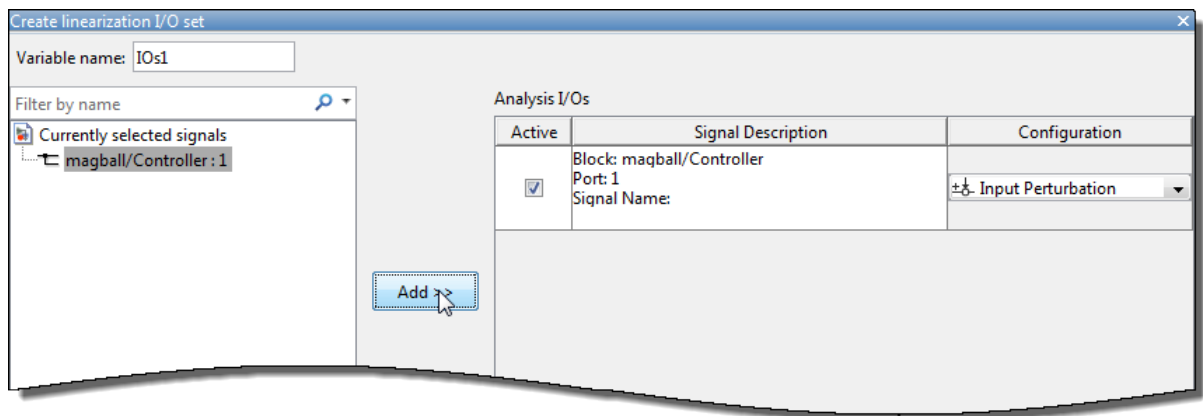 Create linearization I/O set
Variable name: IOs1
Filter by name
Currently selected signals
magball/Controller : 1
Add >>
Analysis I/Os
Active Signal Description Configuration
Block: magball/Controller
Port: 1
Signal Name:
Input Perturbation